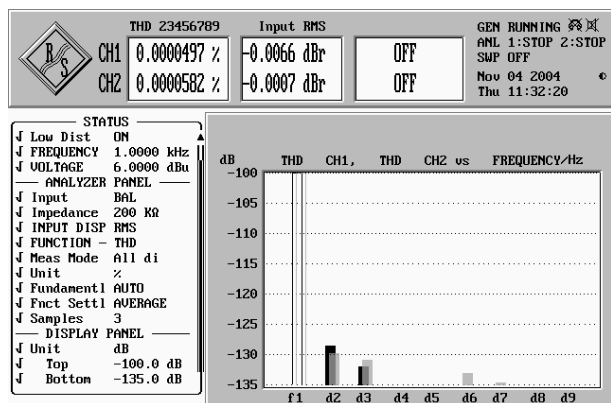 THD 23456789 Input RMS
R S
CH1 0.0000497 % -0.0066 dBr OFF
CH2 0.0000582 % -0.0007 dBr OFF
GEN RUNNING
ANL 1:STOP 2:STOP
SWP OFF
Nov 04 2004
Thu 11:32:20
STATUS
Low Dist ON
FREQUENCY 1.0000 kHz
VOLTAGE 6.0000 dBu
ANALYZER PANEL
Input BAL
Impedance 200 KΩ
INPUT DISP RMS
FUNCTION - THD
Meas Mode All di
Unit %
Fundamentl AUTO
Fnct Settl AVERAGE
Samples 3
DISPLAY PANEL
Unit dB
Top -100.0 dB
Bottom -135.0 dB
dB THD CH1, THD CH2 vs FREQUENCY/Hz
-100
-105
-110
-115
-120
-125
-130
-135
f1 d2 d3 d4 d5 d6 d7 d8 d9